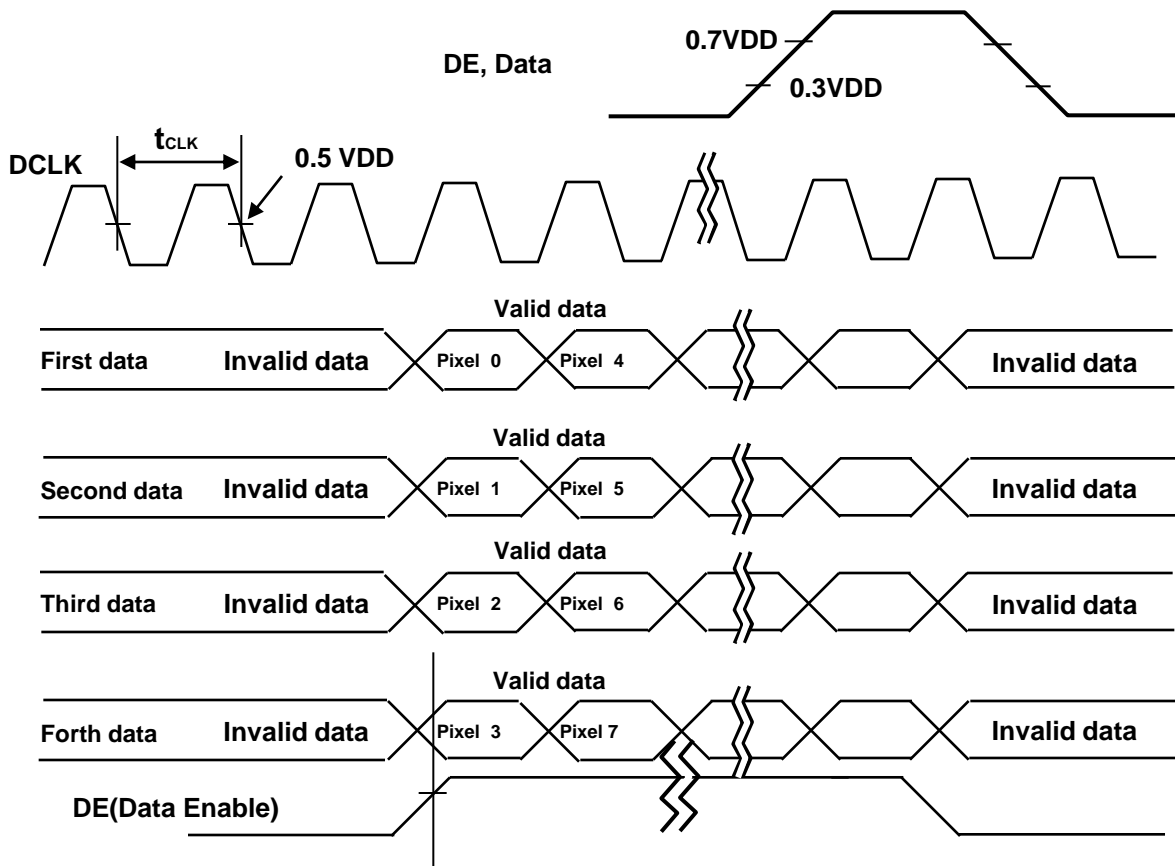 0.7VDD
DE, Data
0.3VDD
tCLK
0.5 VDD
DCLK
Valid data
First data Invalid data Pixel 0 Pixel 4 Invalid data
Valid data
Second data Invalid data Pixel 1 Pixel 5 Invalid data
Valid data
Third data Invalid data Pixel 2 Pixel 6 Invalid data
Valid data
Forth data Invalid data Pixel 3 Pixel 7 Invalid data
DE(Data Enable)